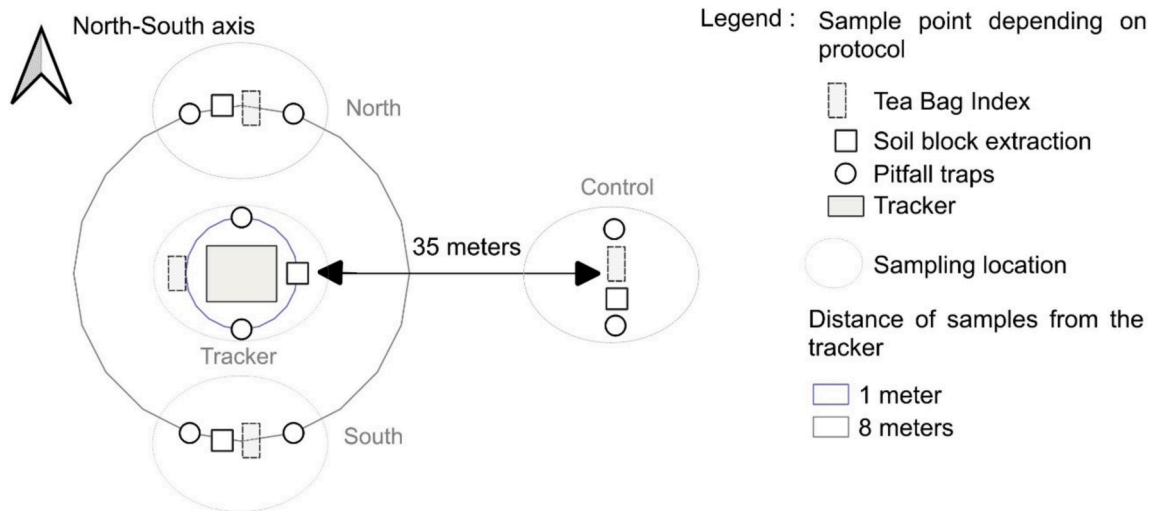 North-South axis
North
Tracker
South
35 meters
Control
Legend : Sample point depending on
protocol
Tea Bag Index
Soil block extraction
Pitfall traps
Tracker
Sampling location
Distance of samples from the
tracker
1 meter
8 meters